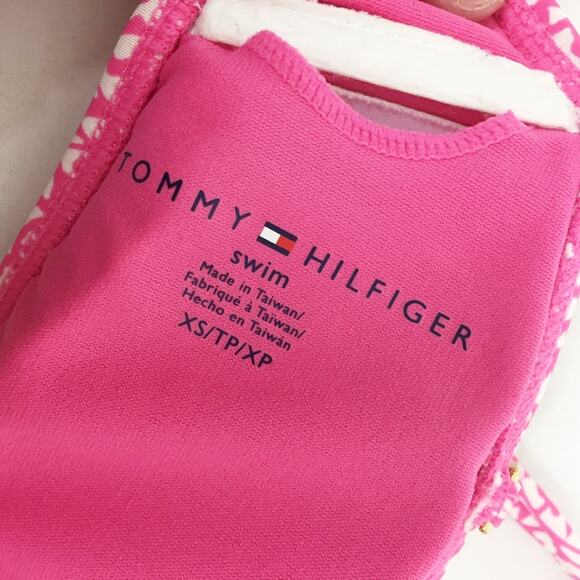 TOMMY HILFIGER
swim
Made in Taiwan/
Fabriqué à Taiwan/
Hecho en Taiwán
XS/TP/XP